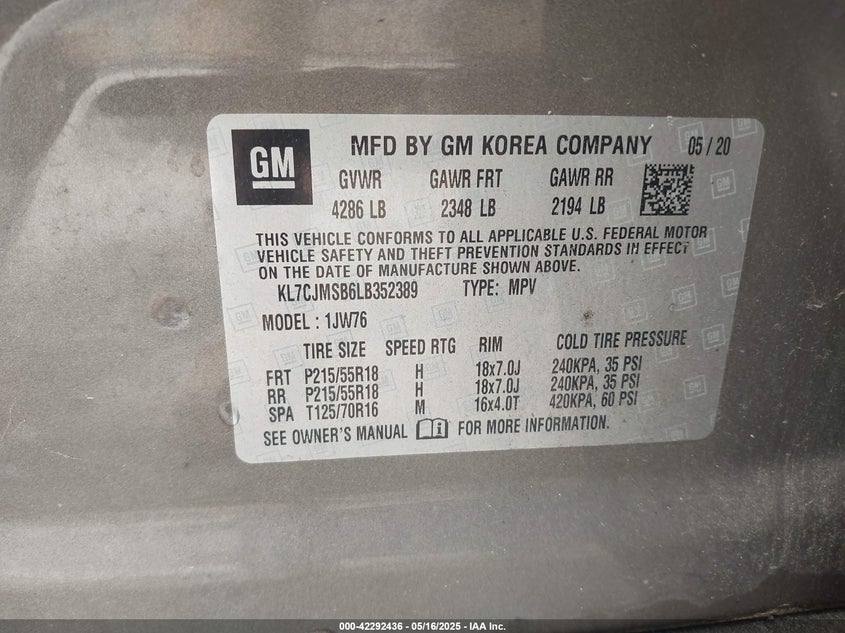 GM MFD BY GM KOREA COMPANY 05 / 20
GVWR GAWR FRT GAWR RR
4286 LB 2348 LB 2194 LB
THIS VEHICLE CONFORMS TO ALL APPLICABLE U.S. FEDERAL MOTOR
VEHICLE SAFETY AND THEFT PREVENTION STANDARDS IN EFFECT
ON THE DATE OF MANUFACTURE SHOWN ABOVE.
KL7CJMSB6LB352389 TYPE: MPV
MODEL : 1JW76
TIRE SIZE SPEED RTG RIM COLD TIRE PRESSURE
FRT P215/55R18 H 18x7.0J 240KPA, 35 PSI
RR P215/55R18 H 18x7.0J 240KPA, 35 PSI
SPA T125/70R16 M 16x4.0T 420KPA, 60 PSI
SEE OWNER'S MANUAL FOR MORE INFORMATION.
000-42292436 - 05/16/2025 - IAA Inc.